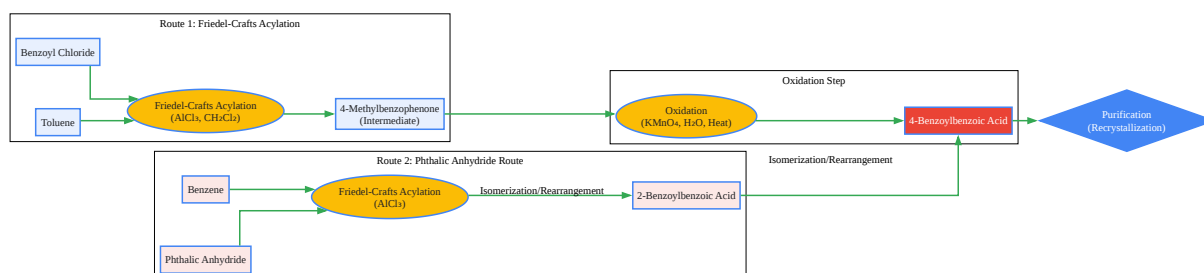 Route 1: Friedel-Crafts Acylation
Benzoyl Chloride
Toluene
Friedel-Crafts Acylation
(AlCl₃, CH₂Cl₂)
4-Methylbenzophenone
(Intermediate)
Oxidation Step
Oxidation
(KMnO₄, H₂O, Heat)
4-Benzoylbenzoic Acid
Purification
(Recrystallization)
Route 2: Phthalic Anhydride Route
Benzene
Phthalic Anhydride
Friedel-Crafts Acylation
(AlCl₃)
Isomerization/Rearrangement
2-Benzoylbenzoic Acid
Isomerization/Rearrangement